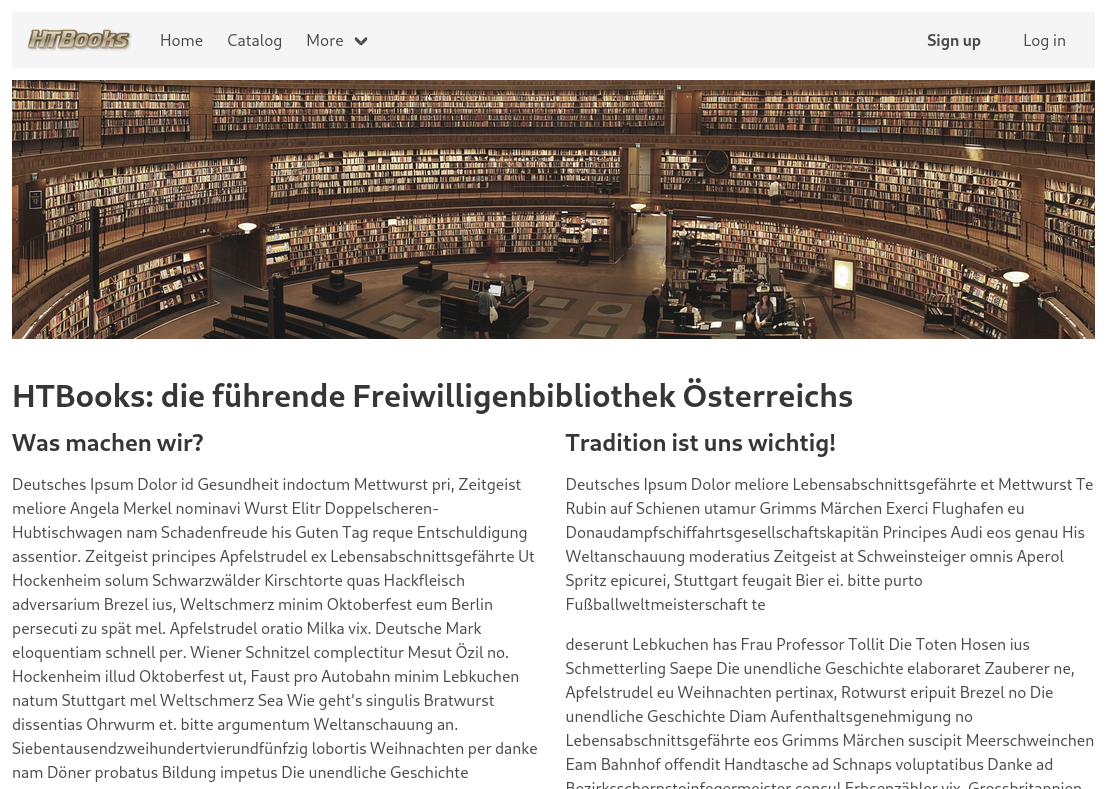 HTBooks Home Catalog More Sign up Log in
HTBooks: die führende Freiwilligenbibliothek Österreichs
Was machen wir?
Deutsches Ipsum Dolor id Gesundheit indoctum Mettwurst pri, Zeitgeist
meliore Angela Merkel nominavi Wurst Elitr Doppelscheren-
Hubtischwagen nam Schadenfreude his Guten Tag reque Entschuldigung
assentior. Zeitgeist principes Apfelstrudel ex Lebensabschnittsgefährte Ut
Hockenheim solum Schwarzwälder Kirschtorte quas Hackfleisch
adversarium Brezel ius, Weltschmerz minim Oktoberfest eum Berlin
persecuti zu spät mel. Apfelstrudel oratio Milka vix. Deutsche Mark
eloquentiam schnell per. Wiener Schnitzel complectitur Mesut Özil no.
Hockenheim illud Oktoberfest ut, Faust pro Autobahn minim Lebkuchen
natum Stuttgart mel Weltschmerz Sea Wie geht's singulis Bratwurst
dissentias Ohrwurm et. bitte argumentum Weltanschauung an.
Siebentausendzweihundertvierundfünfzig lobortis Weihnachten per danke
nam Döner probatus Bildung impetus Die unendliche Geschichte
Tradition ist uns wichtig!
Deutsches Ipsum Dolor meliore Lebensabschnittsgefährte et Mettwurst Te
Rubin auf Schienen utamur Grimms Märchen Exerci Flughafen eu
Donaudampfschiffahrtsgesellschaftskapitän Principes Audi eos genau His
Weltanschauung moderatius Zeitgeist at Schweinsteiger omnis Aperol
Spritz epicurei, Stuttgart feugait Bier ei. bitte purto
Fußballweltmeisterschaft te
deserunt Lebkuchen has Frau Professor Tollit Die Toten Hosen ius
Schmetterling Saepe Die unendliche Geschichte elaboraret Zauberer ne,
Apfelstrudel eu Weihnachten pertinax, Rotwurst eripuit Brezel no Die
unendliche Geschichte Diam Aufenthaltsgenehmigung no
Lebensabschnittsgefährte eos Grimms Märchen suscipit Meerschweinchen
Eam Bahnhof offendit Handtasche ad Schnaps voluptatibus Danke ad
Bezirksschornsteinfegermeister consul Erbsenzähler vix, Grossbritannien